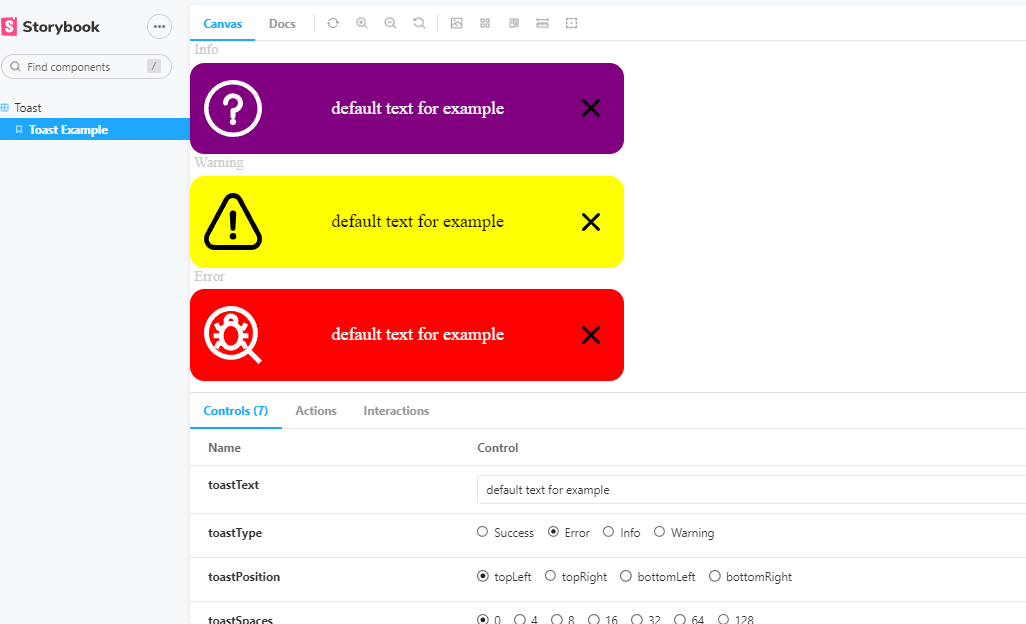 Storybook
Find components /
Toast
Toast Example
Canvas Docs
Info
default text for example
Warning
default text for example
Error
default text for example
Controls (7) Actions Interactions
Name Control
toastText default text for example
toastType Success Error Info Warning
toastPosition topLeft topRight bottomLeft bottomRight
toastSpaces 0 4 8 16 32 64 128